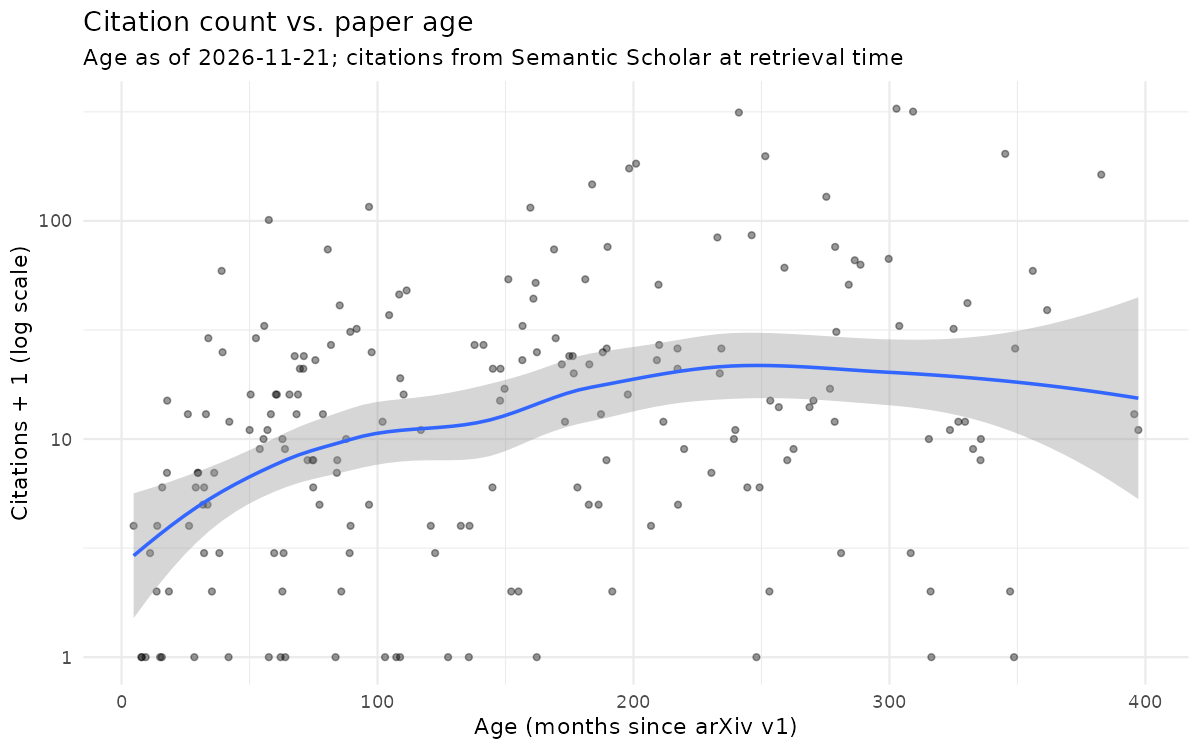 Citation count vs. paper age
Age as of 2026-11-21; citations from Semantic Scholar at retrieval time
Citations + 1 (log scale)
100
10
1
0
100
200
300
400
Age (months since arXiv v1)